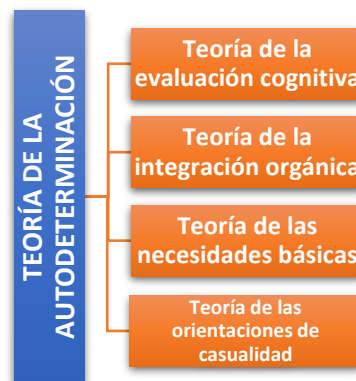 TEORÍA DE LA
AUTODETERMINACIÓN
Teoría de la
evaluación cognitiva
Teoría de la
integración orgánica
Teoría de las
necesidades básicas
Teoría de las
orientaciones de
casualidad